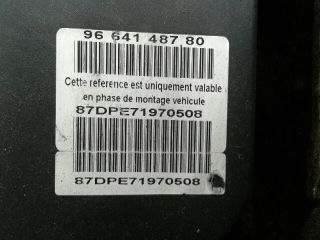 96 641 487 80
Cette reference est uniquement valable
en phase de montage vehicule
87DPE71970508
87DPE71970508